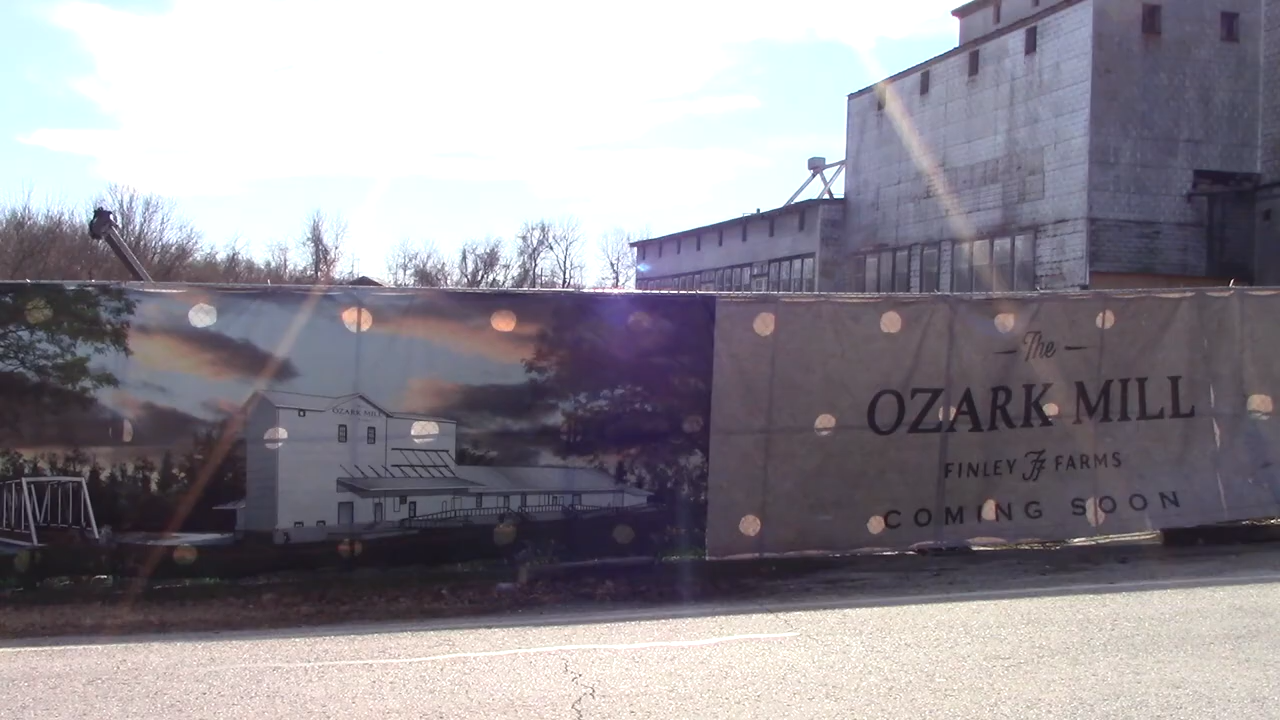 OZARK MILL
The
OZARK MILL
FINLEY FF FARMS
COMING SOON